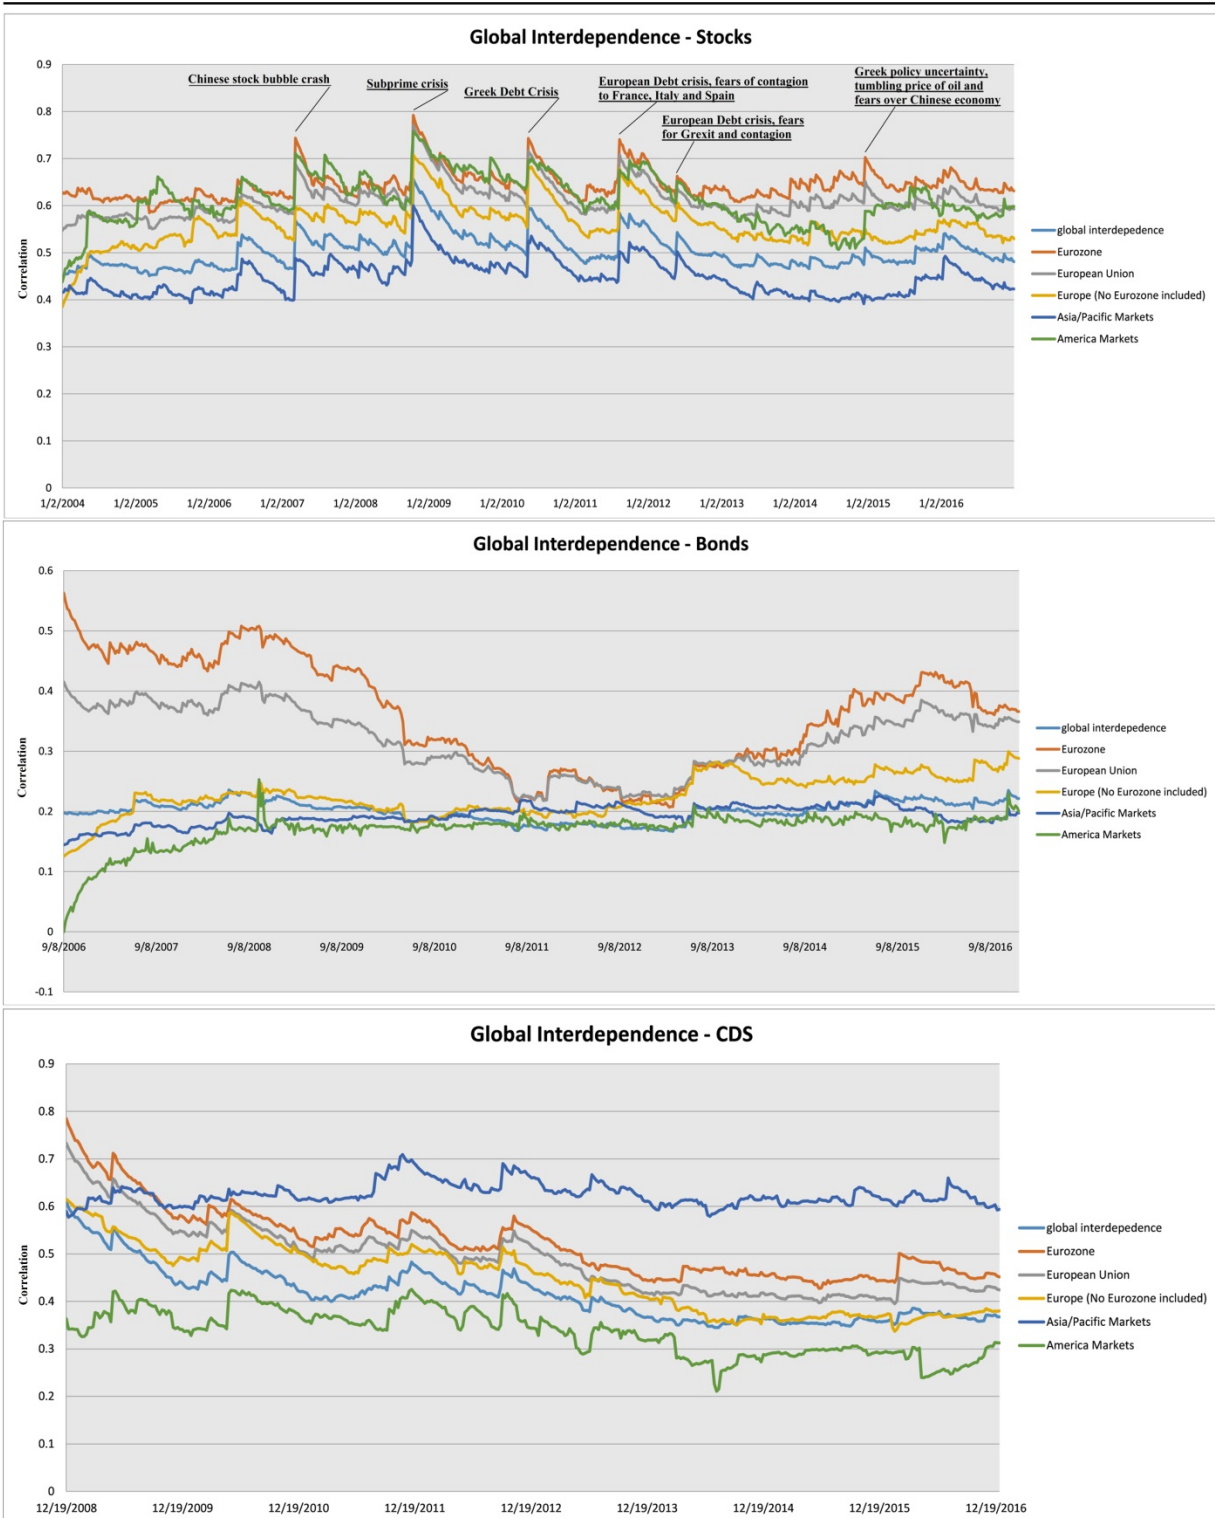 Global Interdependence - Stocks
Chinese stock bubble crash
Subprime crisis
Greek Debt Crisis
European Debt crisis, fears of contagion
to France, Italy and Spain
European Debt crisis, fears
for Grexit and contagion
Greek policy uncertainty,
tumbling price of oil and
fears over Chinese economy
Correlation
0.9
0.8
0.7
0.6
0.5
0.4
0.3
0.2
0.1
0
1/2/2004 1/2/2005 1/2/2006 1/2/2007 1/2/2008 1/2/2009 1/2/2010 1/2/2011 1/2/2012 1/2/2013 1/2/2014 1/2/2015 1/2/2016
global interdepedence
Eurozone
European Union
Europe (No Eurozone included)
Asia/Pacific Markets
America Markets
Global Interdependence - Bonds
Correlation
0.6
0.5
0.4
0.3
0.2
0.1
0
-0.1
9/8/2006 9/8/2007 9/8/2008 9/8/2009 9/8/2010 9/8/2011 9/8/2012 9/8/2013 9/8/2014 9/8/2015 9/8/2016
global interdepedence
Eurozone
European Union
Europe (No Eurozone included)
Asia/Pacific Markets
America Markets
Global Interdependence - CDS
Correlation
0.9
0.8
0.7
0.6
0.5
0.4
0.3
0.2
0.1
0
12/19/2008 12/19/2009 12/19/2010 12/19/2011 12/19/2012 12/19/2013 12/19/2014 12/19/2015 12/19/2016
global interdepedence
Eurozone
European Union
Europe (No Eurozone included)
Asia/Pacific Markets
America Markets